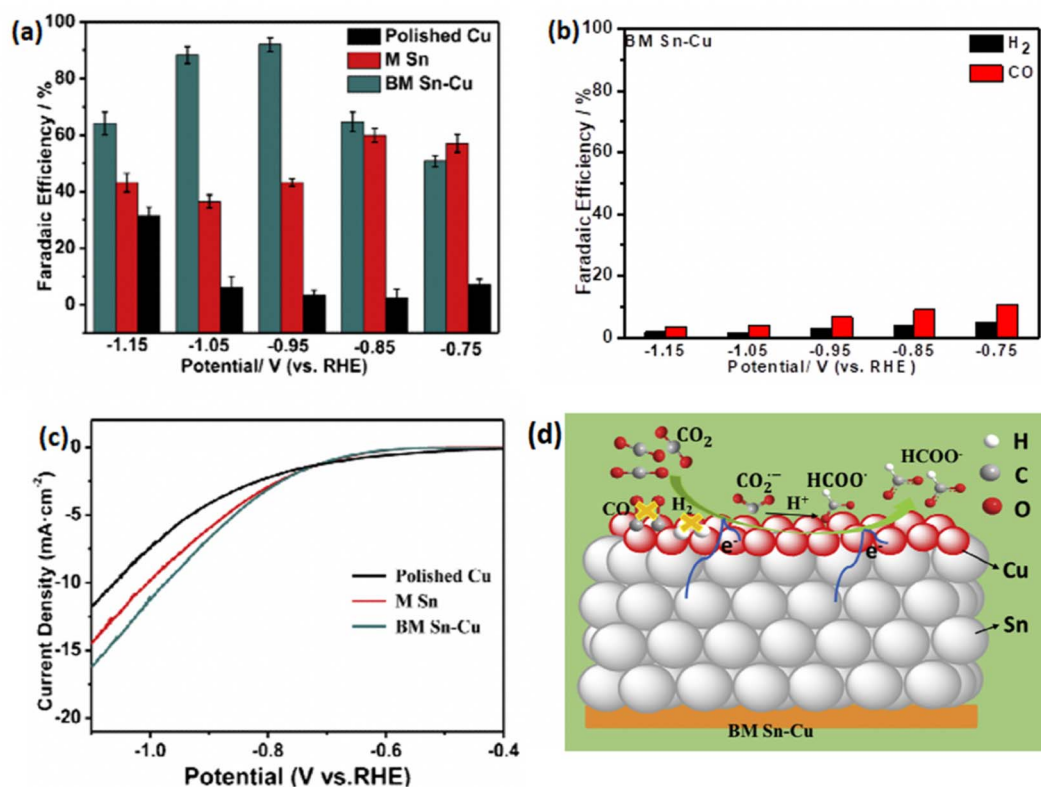 (a)
100
80
60
40
20
0
Faradaic Efficiency / %
Polished Cu
M Sn
BM Sn-Cu
-1.15 -1.05 -0.95 -0.85 -0.75
Potential/ V (vs. RHE)
(b)
BM Sn-Cu
H₂
CO
100
80
60
40
20
0
Faradaic Efficiency / %
-1.15 -1.05 -0.95 -0.85 -0.75
Potential/ V (vs. RHE)
(c)
0
-5
-10
-15
-20
Current Density (mA·cm⁻²)
Polished Cu
M Sn
BM Sn-Cu
-1.0 -0.8 -0.6 -0.4
Potential (V vs.RHE)
(d)
CO₂
H
C
O
HCOO⁻
CO₂·⁻
H⁺
HCOO·
CO
H₂
e⁻
e⁻
Cu
Sn
BM Sn-Cu